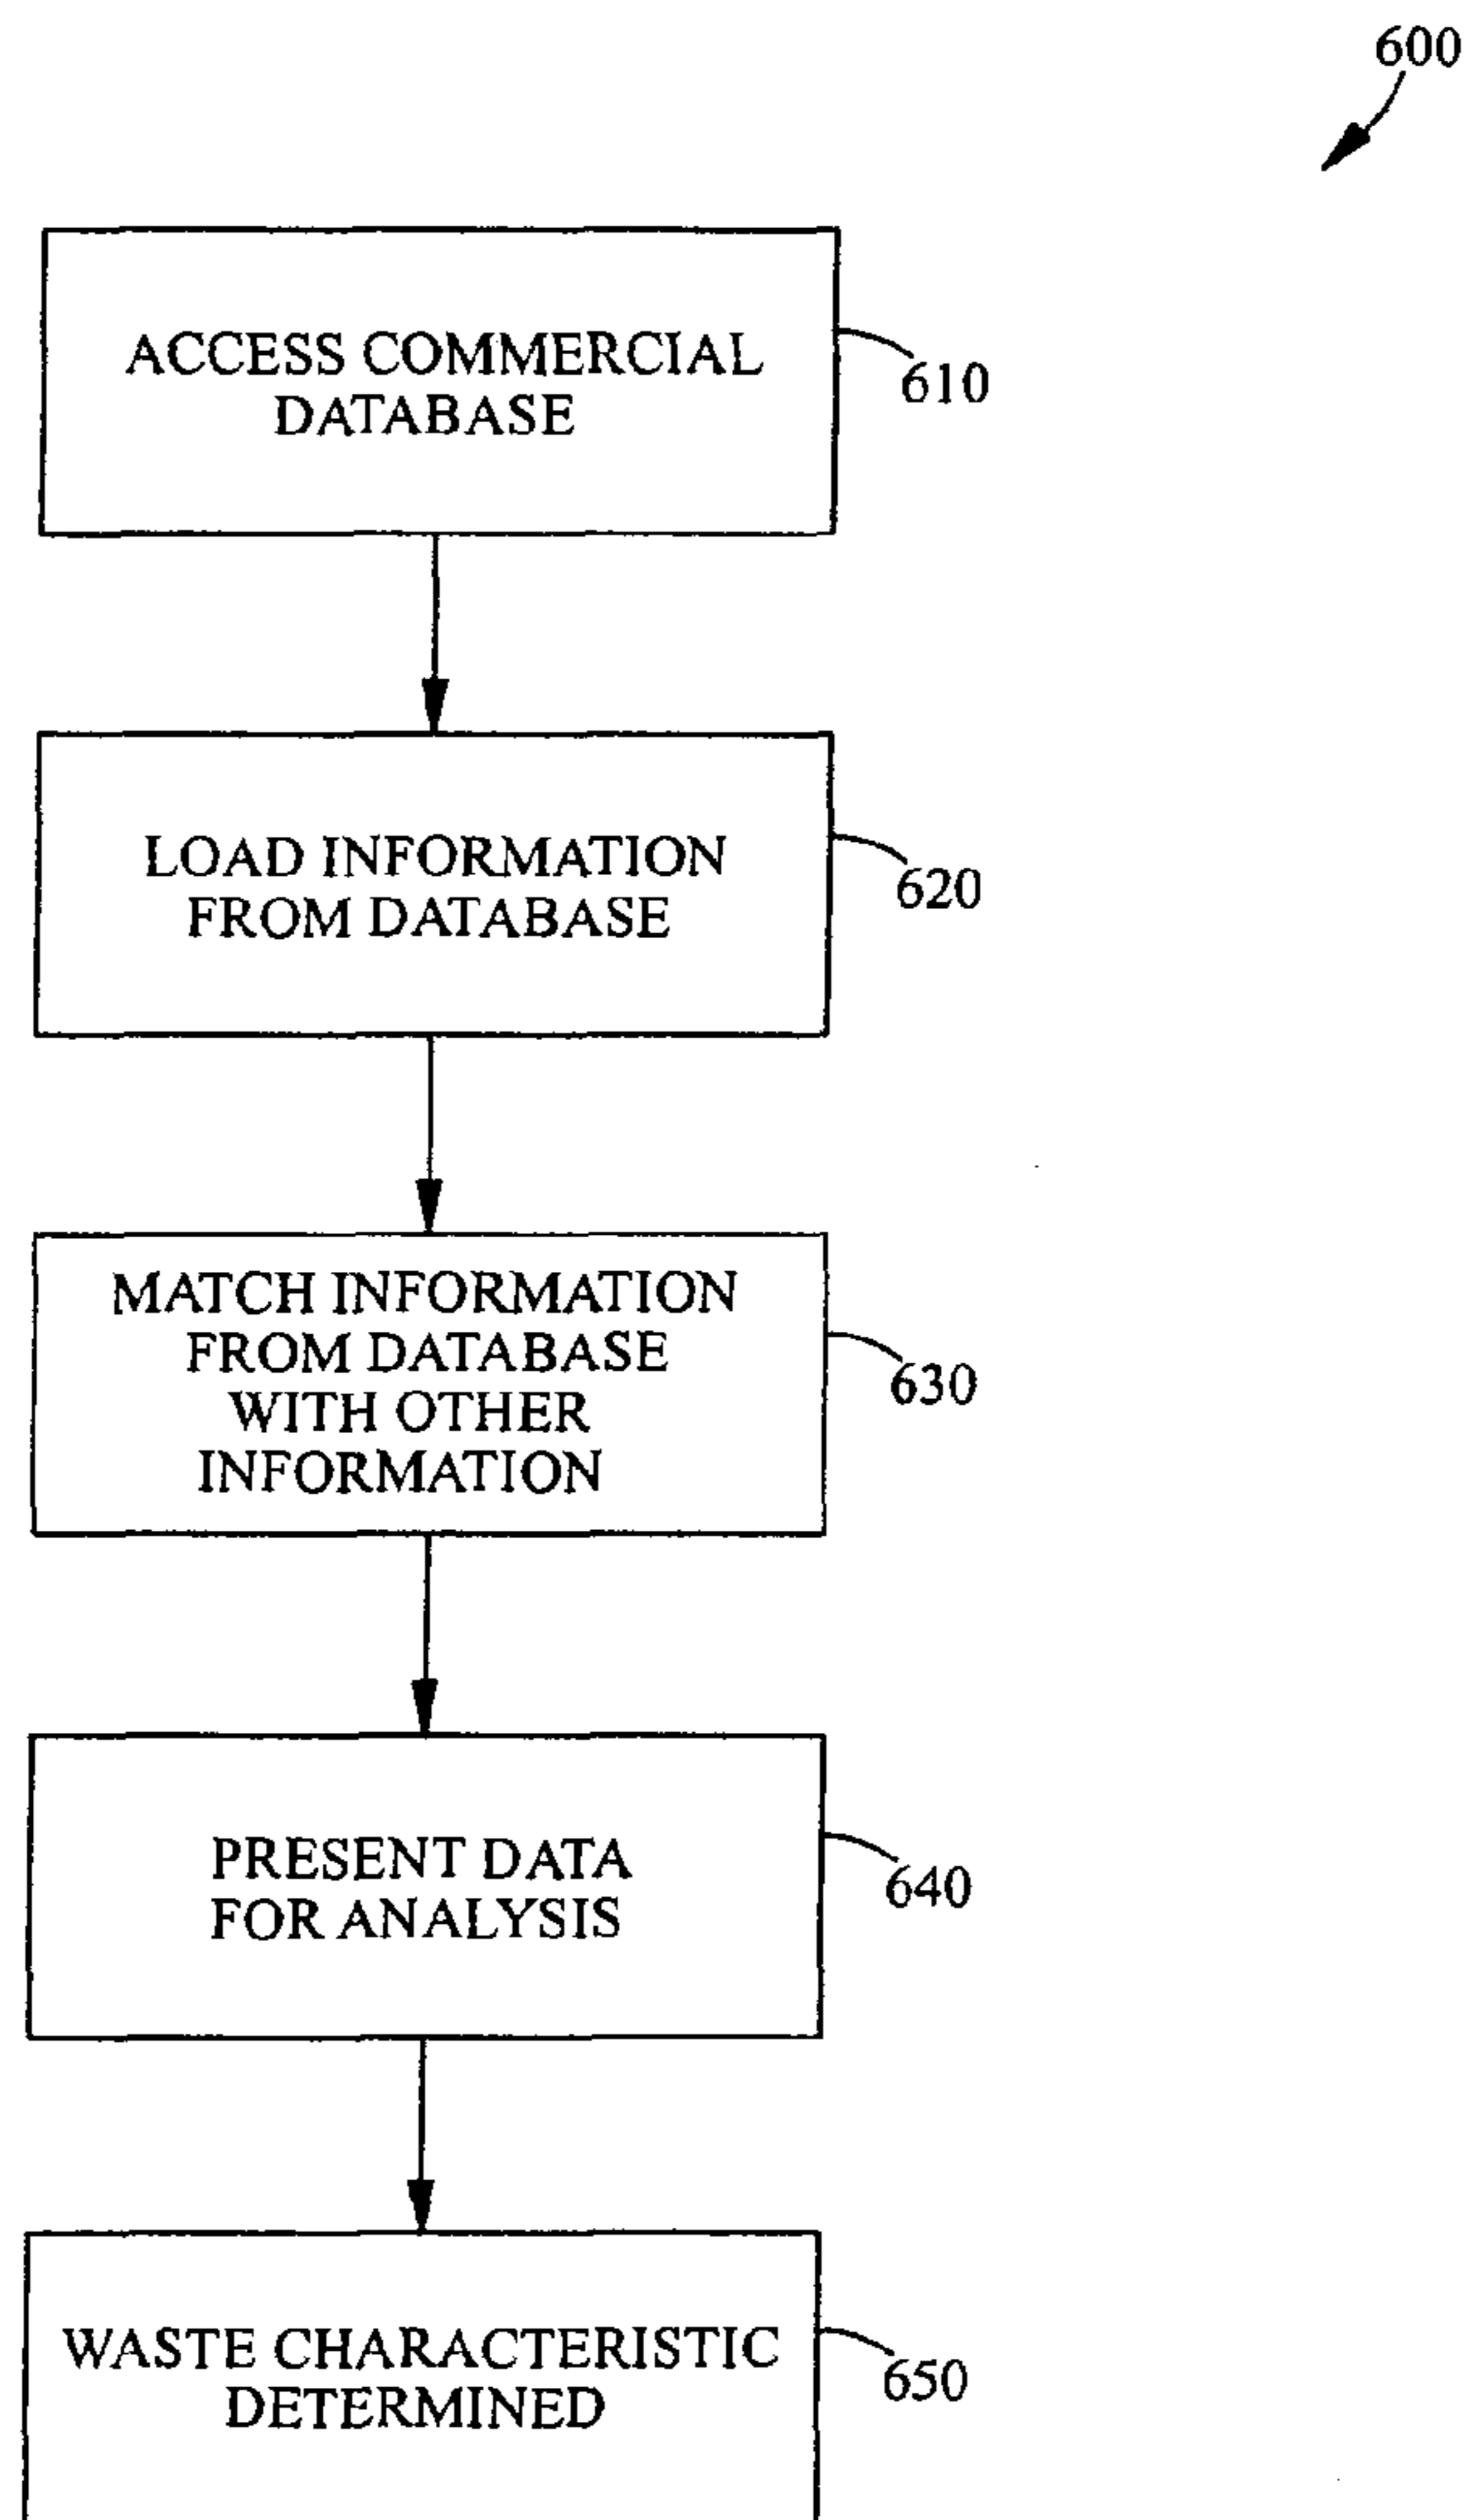 600
ACCESS COMMERCIAL
DATABASE
610
LOAD INFORMATION
FROM DATABASE
620
MATCH INFORMATION
FROM DATABASE
WITH OTHER
INFORMATION
630
PRESENT DATA
FOR ANALYSIS
640
WASTE CHARACTERISTIC
DETERMINED
650